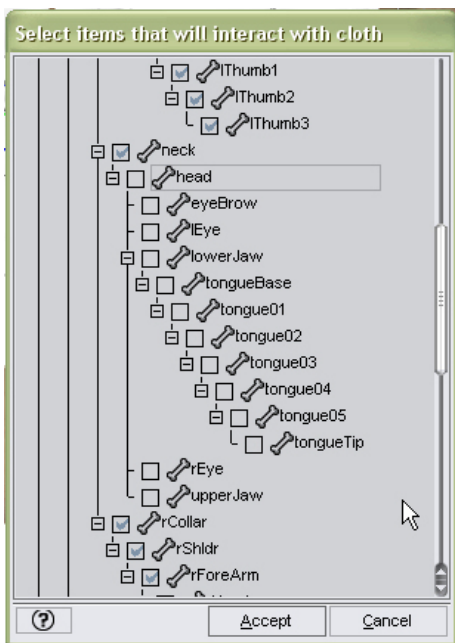 Select items that will interact with cloth
lThumb1
lThumb2
lThumb3
neck
head
eyeBrow
lEye
lowerJaw
tongueBase
tongue01
tongue02
tongue03
tongue04
tongue05
tongueTip
rEye
upperJaw
rCollar
rShldr
rForeArm
? Accept Cancel